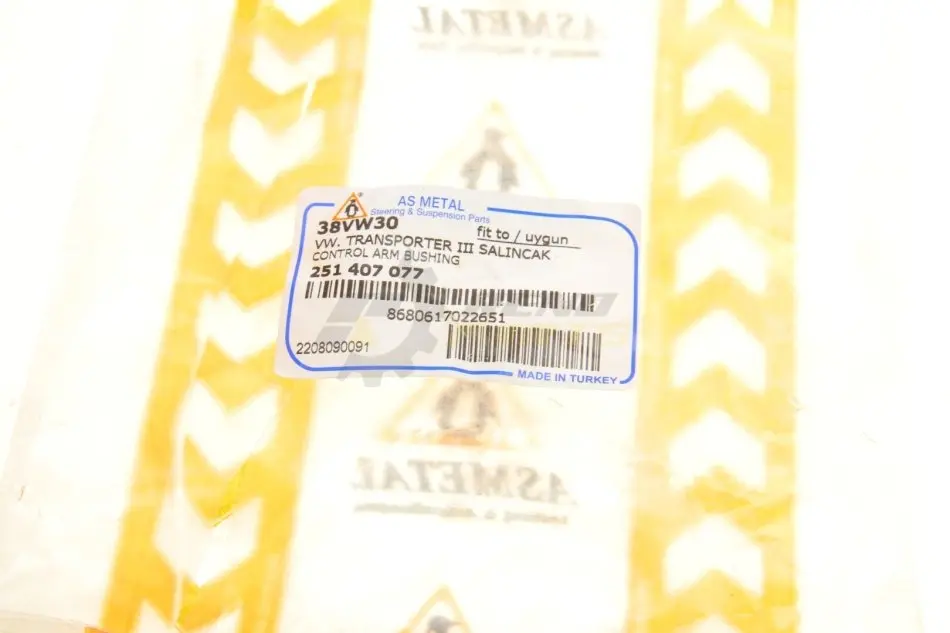 ASMETAL
AS METAL
Steering & Suspension Parts
38VW30
fit to / uygun
VW. TRANSPORTER III SALINCAK
CONTROL ARM BUSHING
251 407 077
8680617022651
2208090091
MADE IN TURKEY
ASMETAL